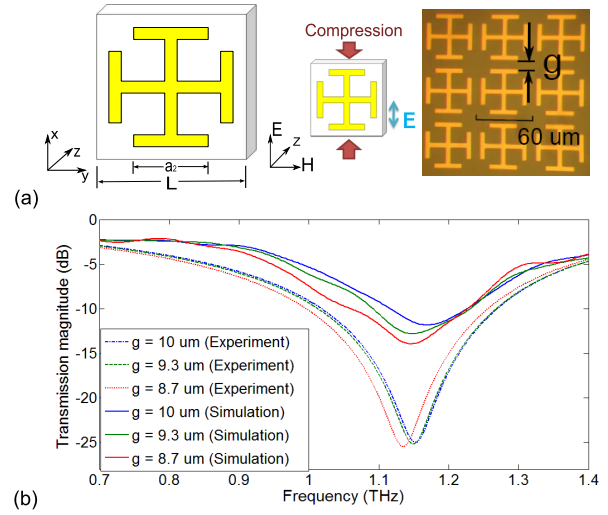 (a)
x
z
y
a₂
L
E
z
H
Compression
E
g
60 um
(b)
Transmission magnitude (dB)
0
-5
-10
-15
-20
-25
g = 10 um (Experiment)
g = 9.3 um (Experiment)
g = 8.7 um (Experiment)
g = 10 um (Simulation)
g = 9.3 um (Simulation)
g = 8.7 um (Simulation)
0.7 0.8 0.9 1 1.1 1.2 1.3 1.4
Frequency (THz)